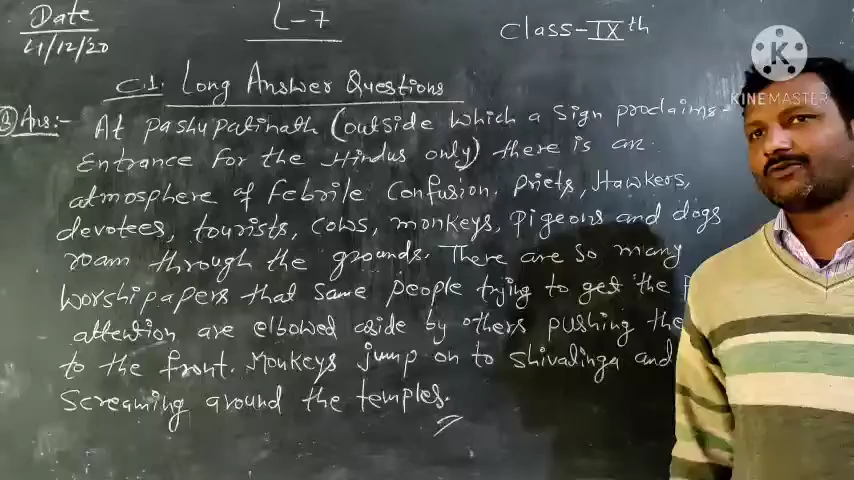 Date
L-7
Class-IXth
11/12/20
C.1. Long Answer Questions
Ans:- At Pashupatinath (outside which a sign proclaims-
Entrance for the Hindus only) there is an
atmosphere of febrile confusion. Priets, Hawkers,
devotees, tourists, cows, monkeys, pigeons and dogs
roam through the grounds. There are so many
worshipapers that some people trying to get the P
attention are elbowed aside by others pushing the
to the front. Monkeys jump on to Shivalinga and
Screaming around the temples.
K
KINEMASTER